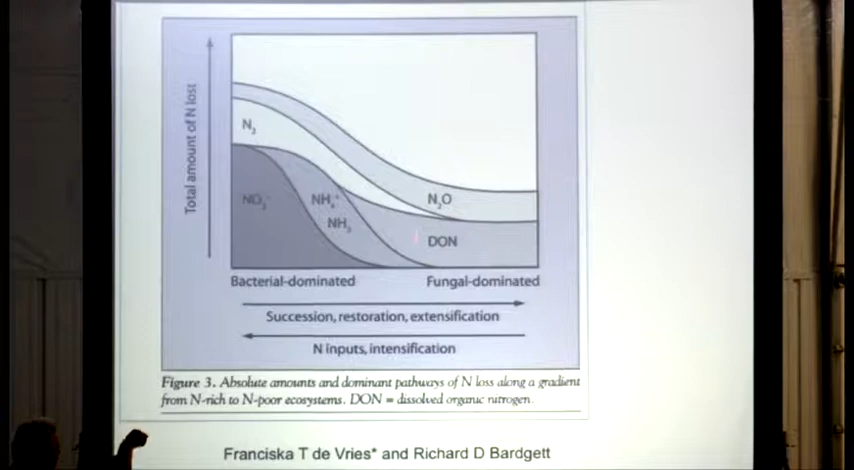 Total amount of N lost
N₂
NO₃⁻
NH₄⁺
NH₃
N₂O
DON
Bacterial-dominated Fungal-dominated
Succession, restoration, extensification
N inputs, intensification
Figure 3. Absolute amounts and dominant pathways of N loss along a gradient
from N-rich to N-poor ecosystems. DON = dissolved organic nitrogen.
Franciska T de Vries* and Richard D Bardgett